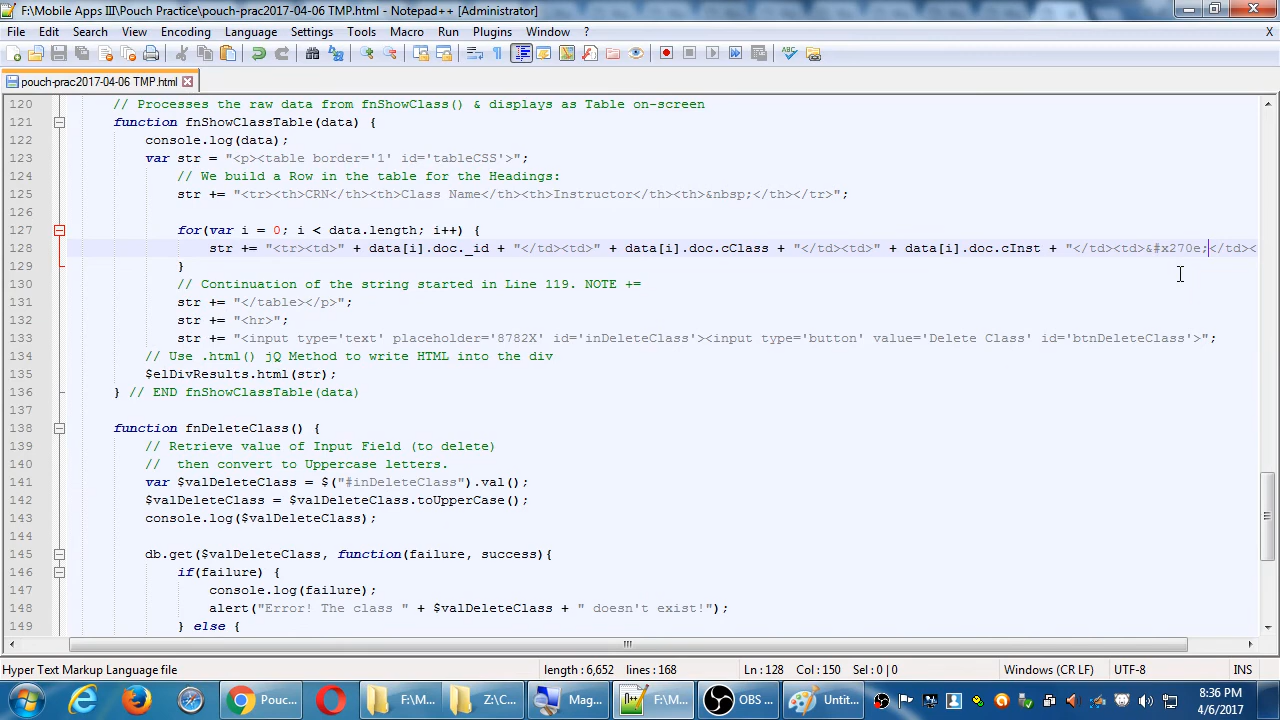 F:\Mobile Apps III\Pouch Practice\pouch-prac2017-04-06 TMP.html - Notepad++ [Administrator]
File Edit Search View Encoding Language Settings Tools Macro Run Plugins Window ? X
pouch-prac2017-04-06 TMP.html
120 // Processes the raw data from fnShowClass() & displays as Table on-screen
121 function fnShowClassTable(data) {
122 console.log(data);
123 var str = "<p><table border='1' id='tableCSS'>";
124 // We build a Row in the table for the Headings:
125 str += "<tr><th>CRN</th><th>Class Name</th><th>Instructor</th><th>&nbsp;</th></tr>";
126
127 for(var i = 0; i < data.length; i++) {
128 str += "<tr><td>" + data[i].doc._id + "</td><td>" + data[i].doc.cClass + "</td><td>" + data[i].doc.cInst + "</td><td>&#x270e;</td><
129 }
130 // Continuation of the string started in Line 119. NOTE +=
131 str += "</table></p>";
132 str += "<hr>";
133 str += "<input type='text' placeholder='8782X' id='inDeleteClass'><input type='button' value='Delete Class' id='btnDeleteClass'>";
134 // Use .html() jQ Method to write HTML into the div
135 $elDivResults.html(str);
136 } // END fnShowClassTable(data)
137
138 function fnDeleteClass() {
139 // Retrieve value of Input Field (to delete)
140 // then convert to Uppercase letters.
141 var $valDeleteClass = $("#inDeleteClass").val();
142 $valDeleteClass = $valDeleteClass.toUpperCase();
143 console.log($valDeleteClass);
144
145 db.get($valDeleteClass, function(failure, success){
146 if(failure) {
147 console.log(failure);
148 alert("Error! The class " + $valDeleteClass + " doesn't exist!");
149 } else {
Hyper Text Markup Language file length : 6,652 lines : 168 Ln : 128 Col : 150 Sel : 0 | 0 Windows (CR LF) UTF-8 INS
Pouc... F:\M... Z:\C... Mag... F:\M... OBS ... Untit... 8:36 PM
4/6/2017